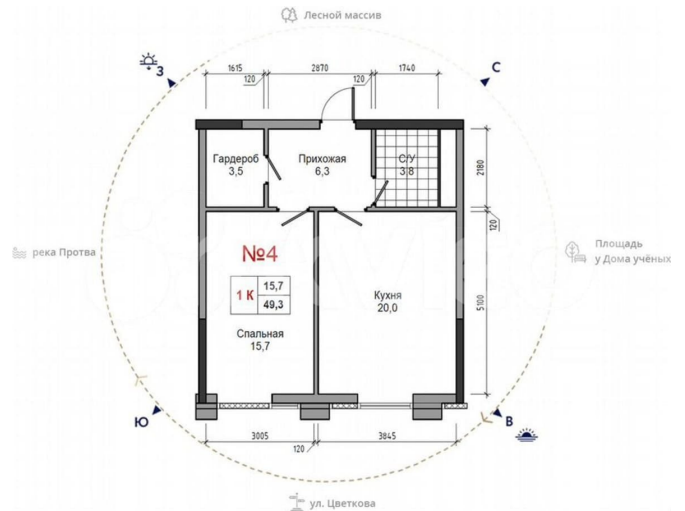 Лесной массив
З
С
1615
2870
1740
120
120
Гардероб
3,5
Прихожая
6,3
С/У
3.8
2180
120
река Протва
Площадь
у Дома учёных
№4
1 К
15,7
49,3
Спальная
15,7
Кухня
20,0
5100
Ю
В
3005
3845
120
ул. Цветкова